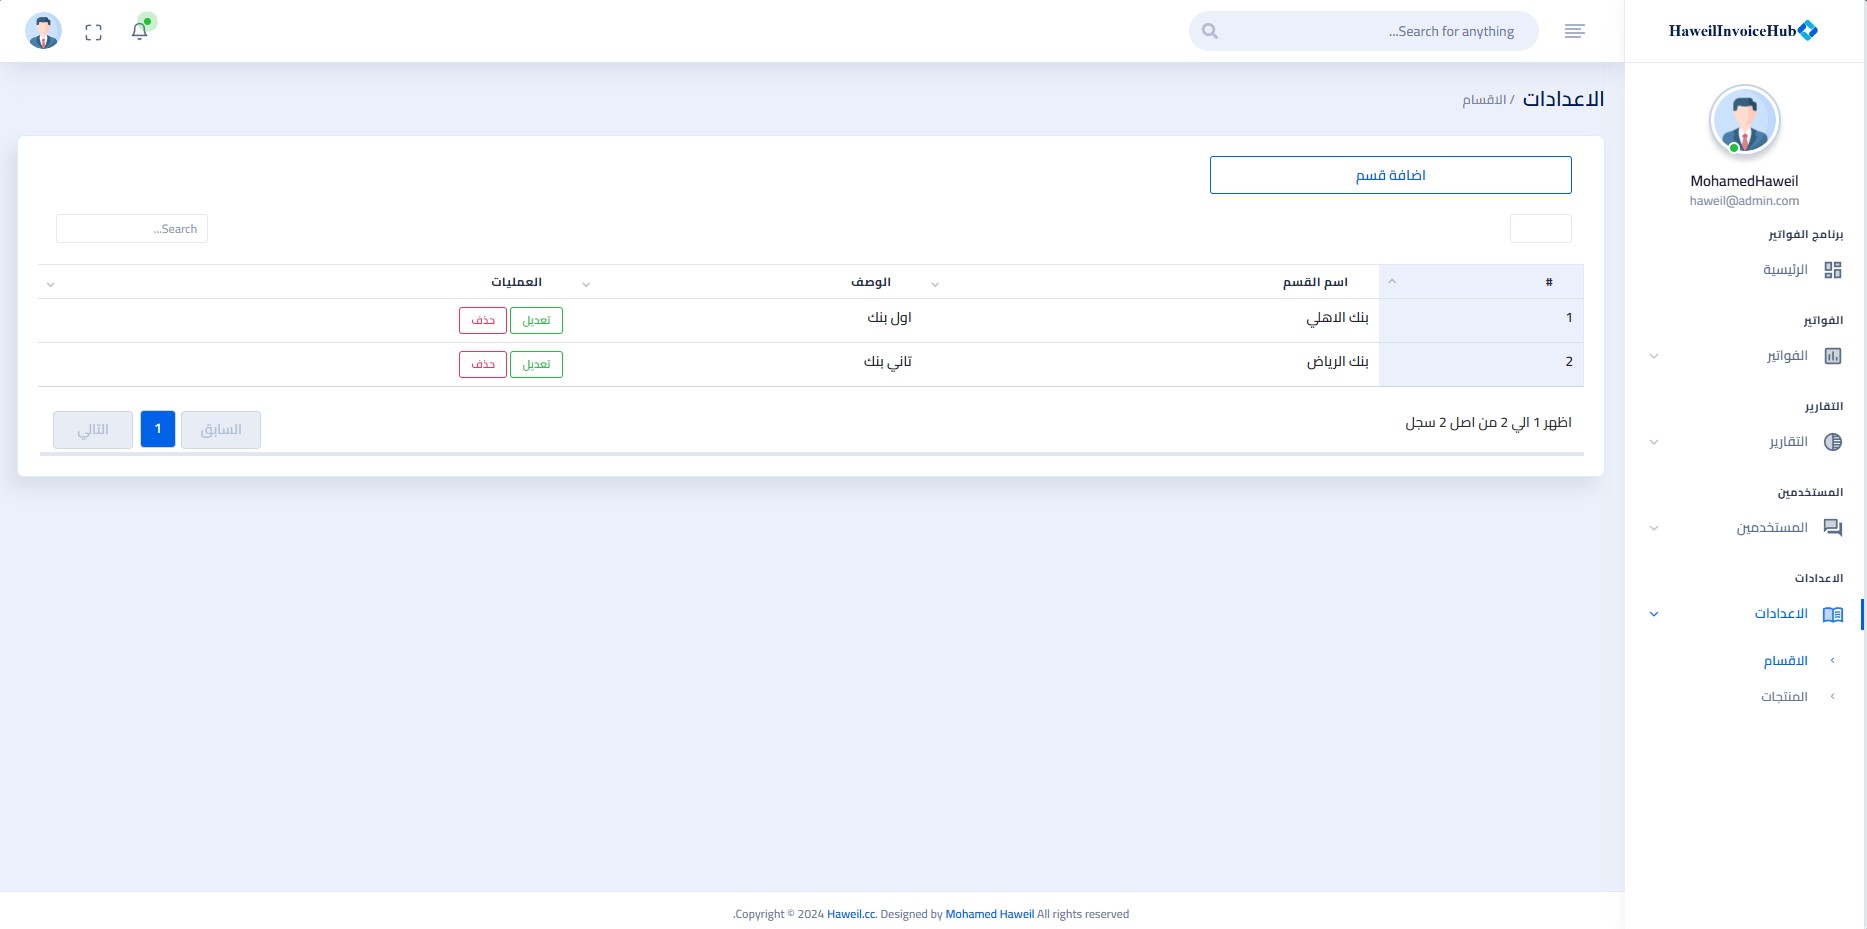 HaweilInvoiceHub
Search for anything...
MohamedHaweil
haweil@admin.com
برنامج الفواتير
الرئيسية
الفواتير
الفواتير
التقارير
التقارير
المستخدمين
المستخدمين
الاعدادات
الاعدادات
الاقسام
المنتجات
الاعدادات / الاقسام
اضافة قسم
Search...
# اسم القسم الوصف العمليات
1 بنك الاهلي اول بنك تعديل حذف
2 بنك الرياض تاني بنك تعديل حذف
اظهر 1 الي 2 من اصل 2 سجل
السابق 1 التالي
Copyright © 2024 Haweil.cc. Designed by Mohamed Haweil All rights reserved.